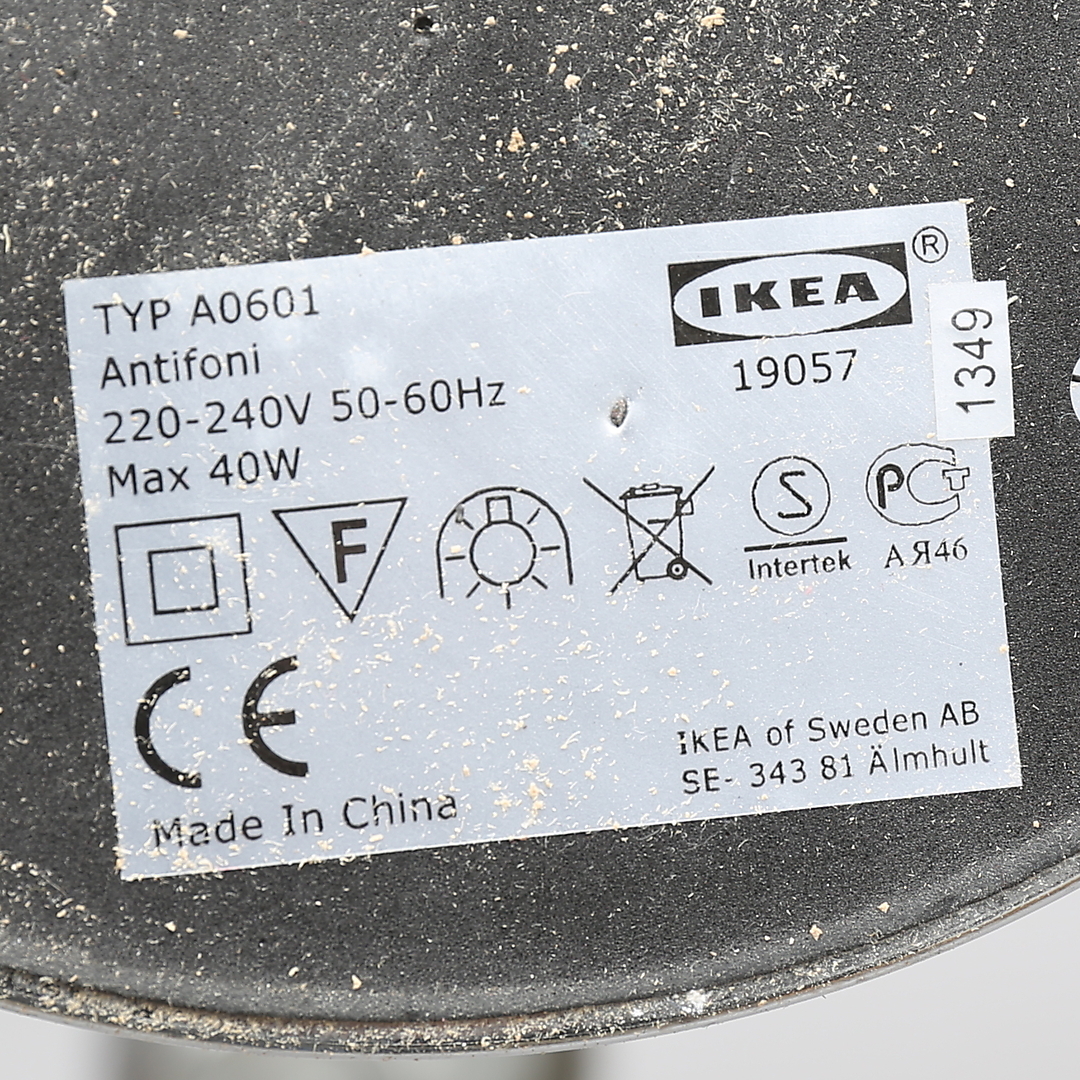 TYP A0601
Antifoni
220-240V 50-60Hz
Max 40W
IKEA ®
19057
1349
F
S
Intertek
PCT
АЯ46
CE
Made In China
IKEA of Sweden AB
SE- 343 81 Älmhult